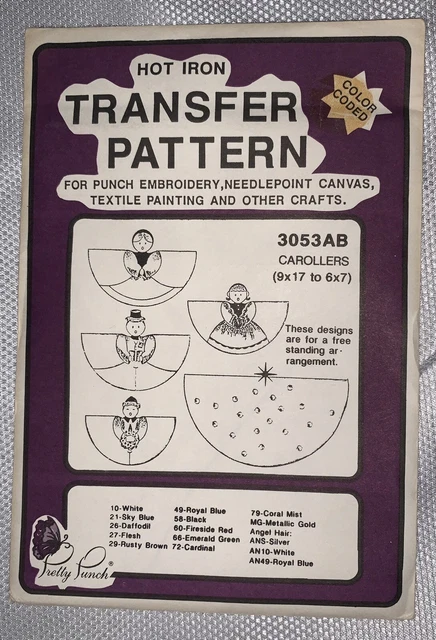 HOT IRON
TRANSFER
PATTERN
COLOR
CODED
FOR PUNCH EMBROIDERY,NEEDLEPOINT CANVAS,
TEXTILE PAINTING AND OTHER CRAFTS.
3053AB
CAROLLERS
(9x17 to 6x7)
These designs
are for a free
standing ar-
rangement.
10-White
21-Sky Blue
26-Daffodil
27-Flesh
29-Rusty Brown
49-Royal Blue
58-Black
60-Fireside Red
66-Emerald Green
72-Cardinal
79-Coral Mist
MG-Metallic Gold
Angel Hair:
ANS-Silver
AN10-White
AN49-Royal Blue
Pretty Punch®